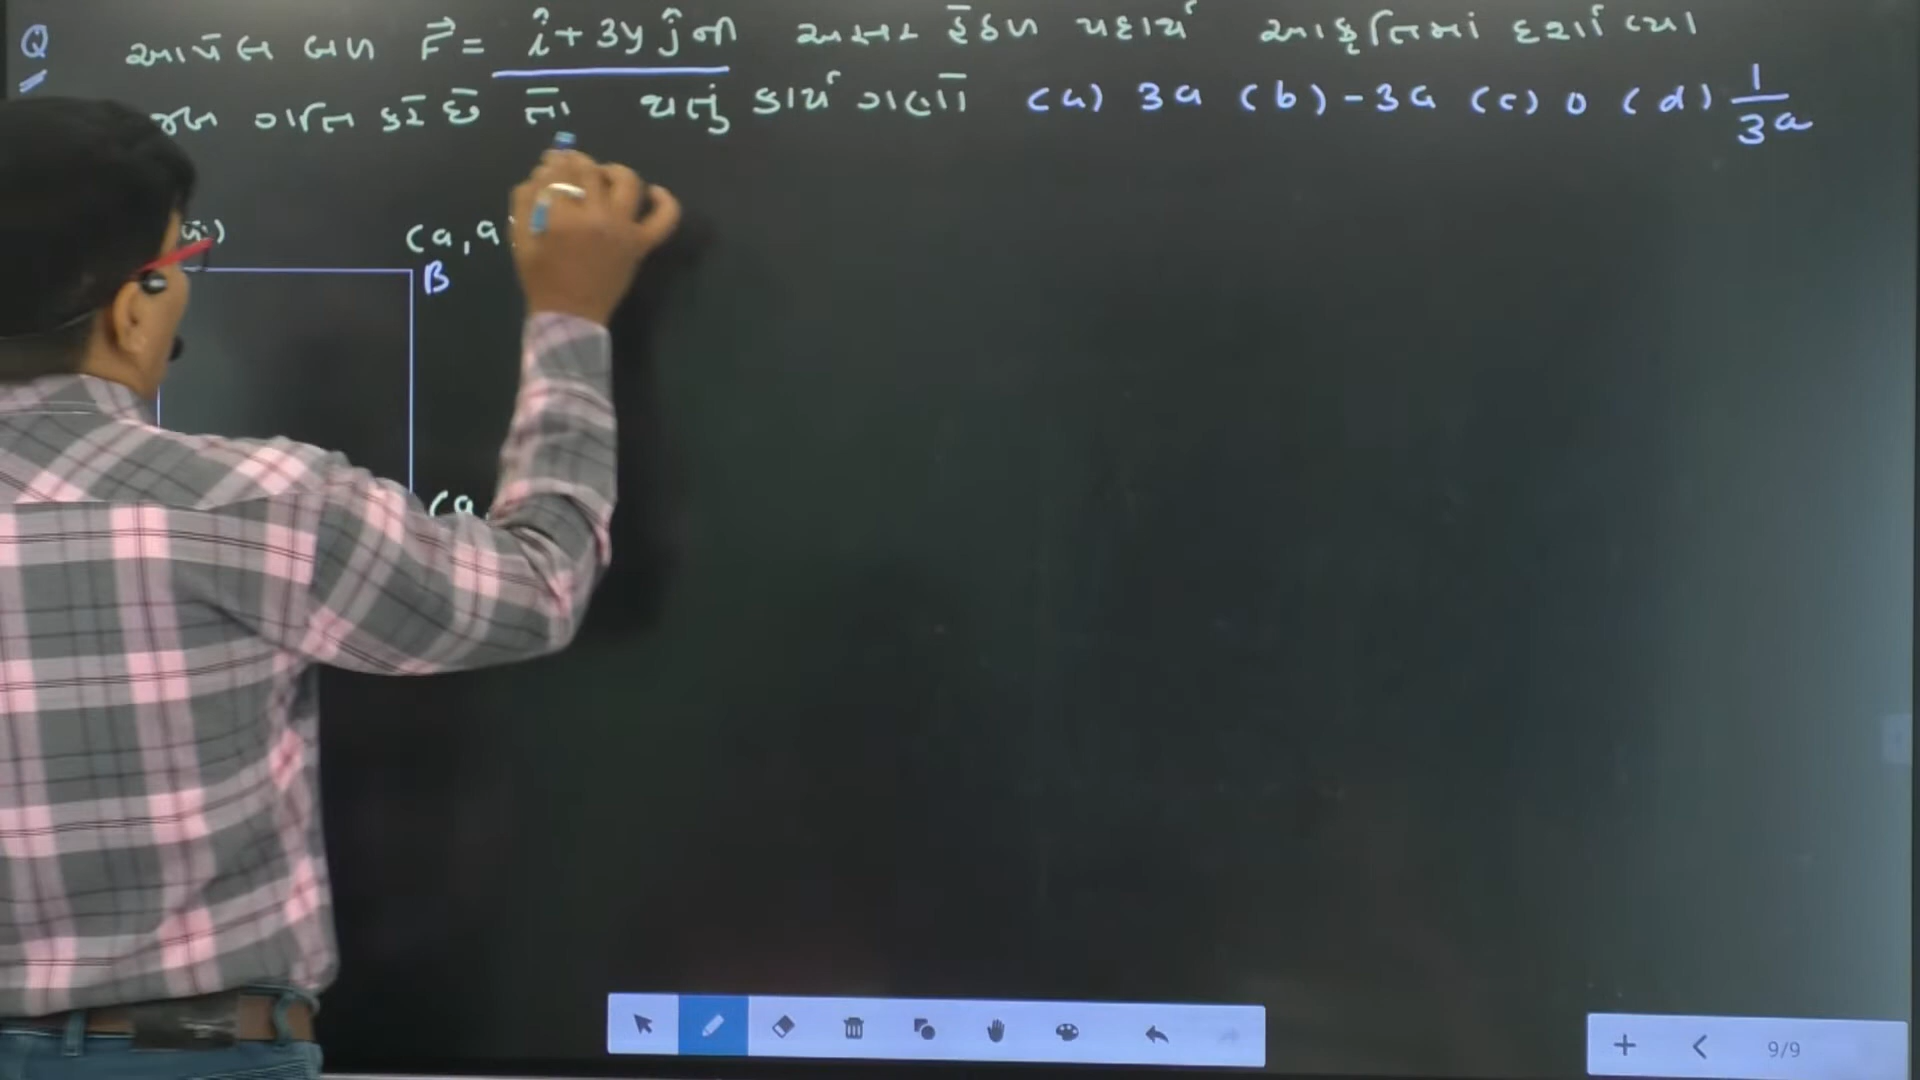 Q આપેલ બળ F⃗ = î + 3y ĵ ની અસર હેઠળ પદાર્થ આકૃતિમાં દર્શાવ્યા
મુજબ ગતિ કરે છે તો થતું કાર્ય ગણો (a) 3a (b) -3a (c) 0 (d) 1/3a
(a, a)
B
(a,
9/9